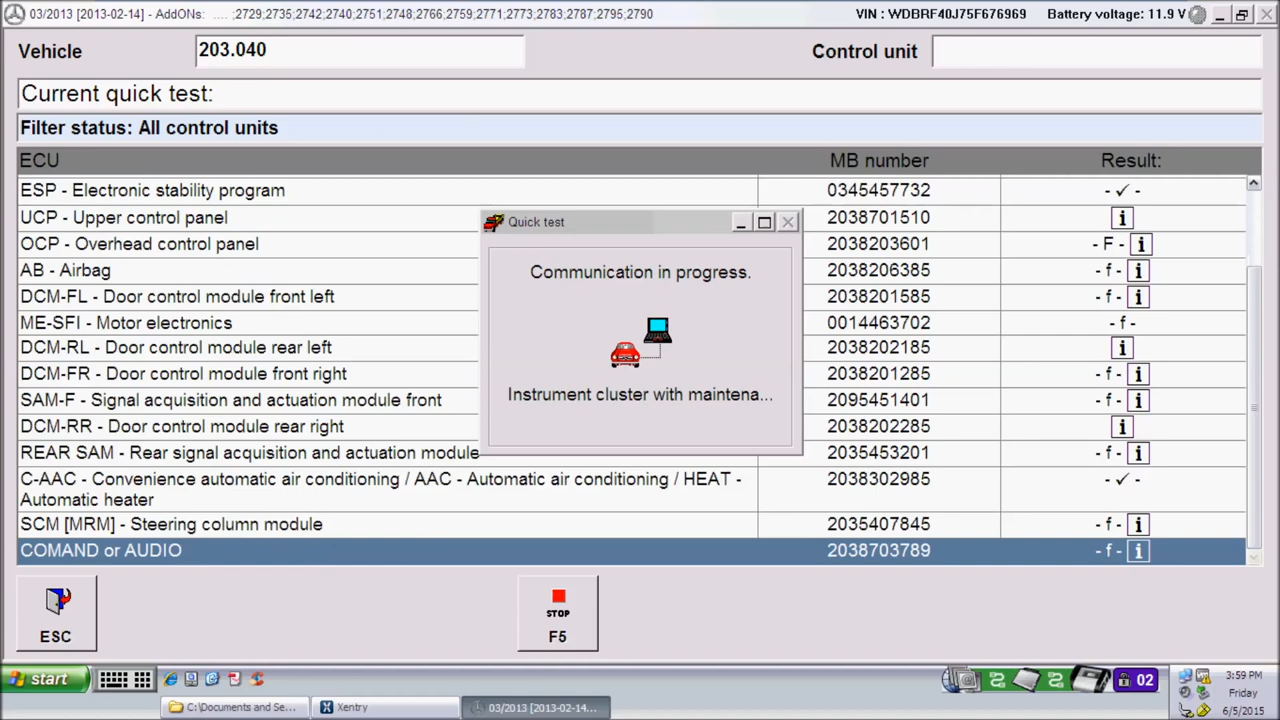 03/2013 [2013-02-14] - AddONs: .... ;2729;2735;2742;2740;2751;2748;2766;2759;2771;2773;2783;2787;2795;2790 VIN : WDBRF40J75F676969 Battery voltage: 11.9 V
Vehicle 203.040 Control unit
Current quick test:
Filter status: All control units
ECU MB number Result:
ESP - Electronic stability program 0345457732 - ✓ -
UCP - Upper control panel 2038701510 i
OCP - Overhead control panel 2038203601 - F - i
AB - Airbag 2038206385 - f - i
DCM-FL - Door control module front left 2038201585 - f - i
ME-SFI - Motor electronics 0014463702 - f -
DCM-RL - Door control module rear left 2038202185 i
DCM-FR - Door control module front right 2038201285 - f - i
SAM-F - Signal acquisition and actuation module front 2095451401 - f - i
DCM-RR - Door control module rear right 2038202285 i
REAR SAM - Rear signal acquisition and actuation module 2035453201 - f - i
C-AAC - Convenience automatic air conditioning / AAC - Automatic air conditioning / HEAT - 2038302985 - ✓ -
Automatic heater
SCM [MRM] - Steering column module 2035407845 - f - i
COMAND or AUDIO 2038703789 - f - i
Quick test
Communication in progress.
Instrument cluster with maintena...
ESC
STOP
F5
start
02
3:59 PM
Friday
6/5/2015
C:\Documents and Se...
Xentry
03/2013 [2013-02-14...